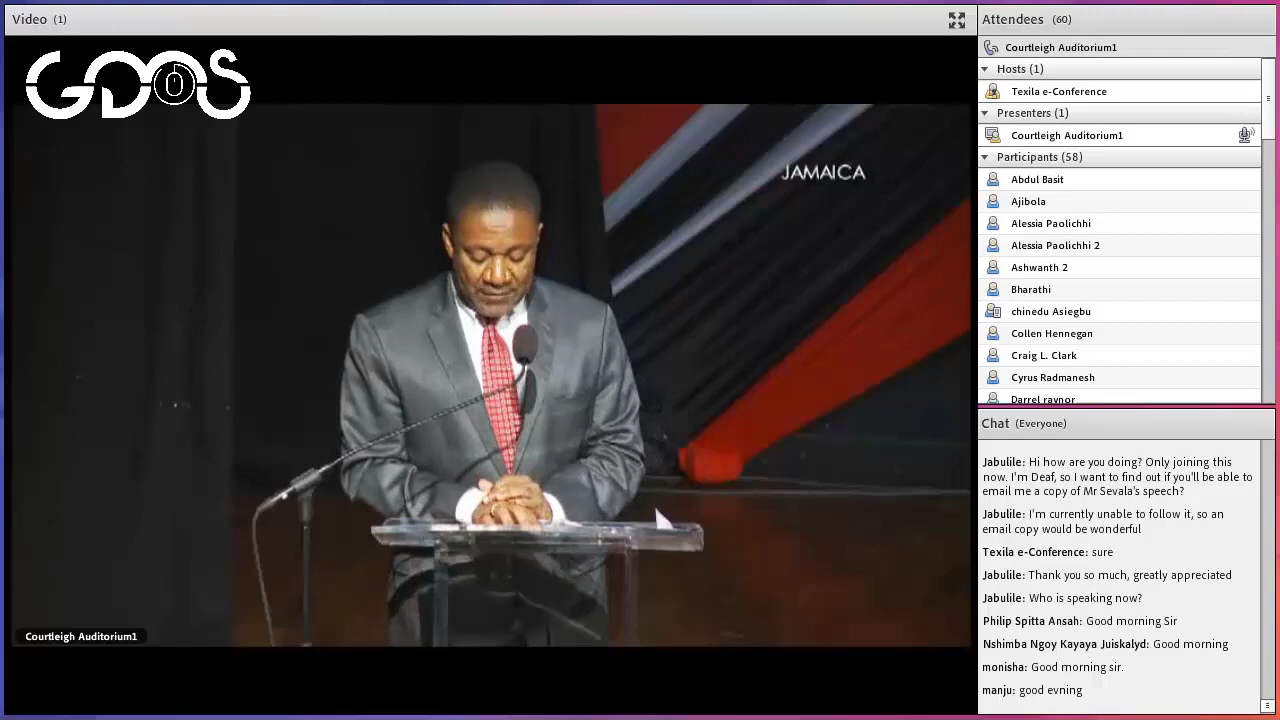 Video (1)
GDOS
JAMAICA
Courtleigh Auditorium1
Attendees (60)
Courtleigh Auditorium1
Hosts (1)
Texila e-Conference
Presenters (1)
Courtleigh Auditorium1
Participants (58)
Abdul Basit
Ajibola
Alessia Paolichhi
Alessia Paolichhi 2
Ashwanth 2
Bharathi
chinedu Asiegbu
Collen Hennegan
Craig L. Clark
Cyrus Radmanesh
Darrel raynor
Chat (Everyone)
Jabulile: Hi how are you doing? Only joining this
now. I'm Deaf, so I want to find out if you'll be able to
email me a copy of Mr Sevala's speech?
Jabulile: I'm currently unable to follow it, so an
email copy would be wonderful
Texila e-Conference: sure
Jabulile: Thank you so much, greatly appreciated
Jabulile: Who is speaking now?
Philip Spitta Ansah: Good morning Sir
Nshimba Ngoy Kayaya Juiskalyd: Good morning
monisha: Good morning sir.
manju: good evning